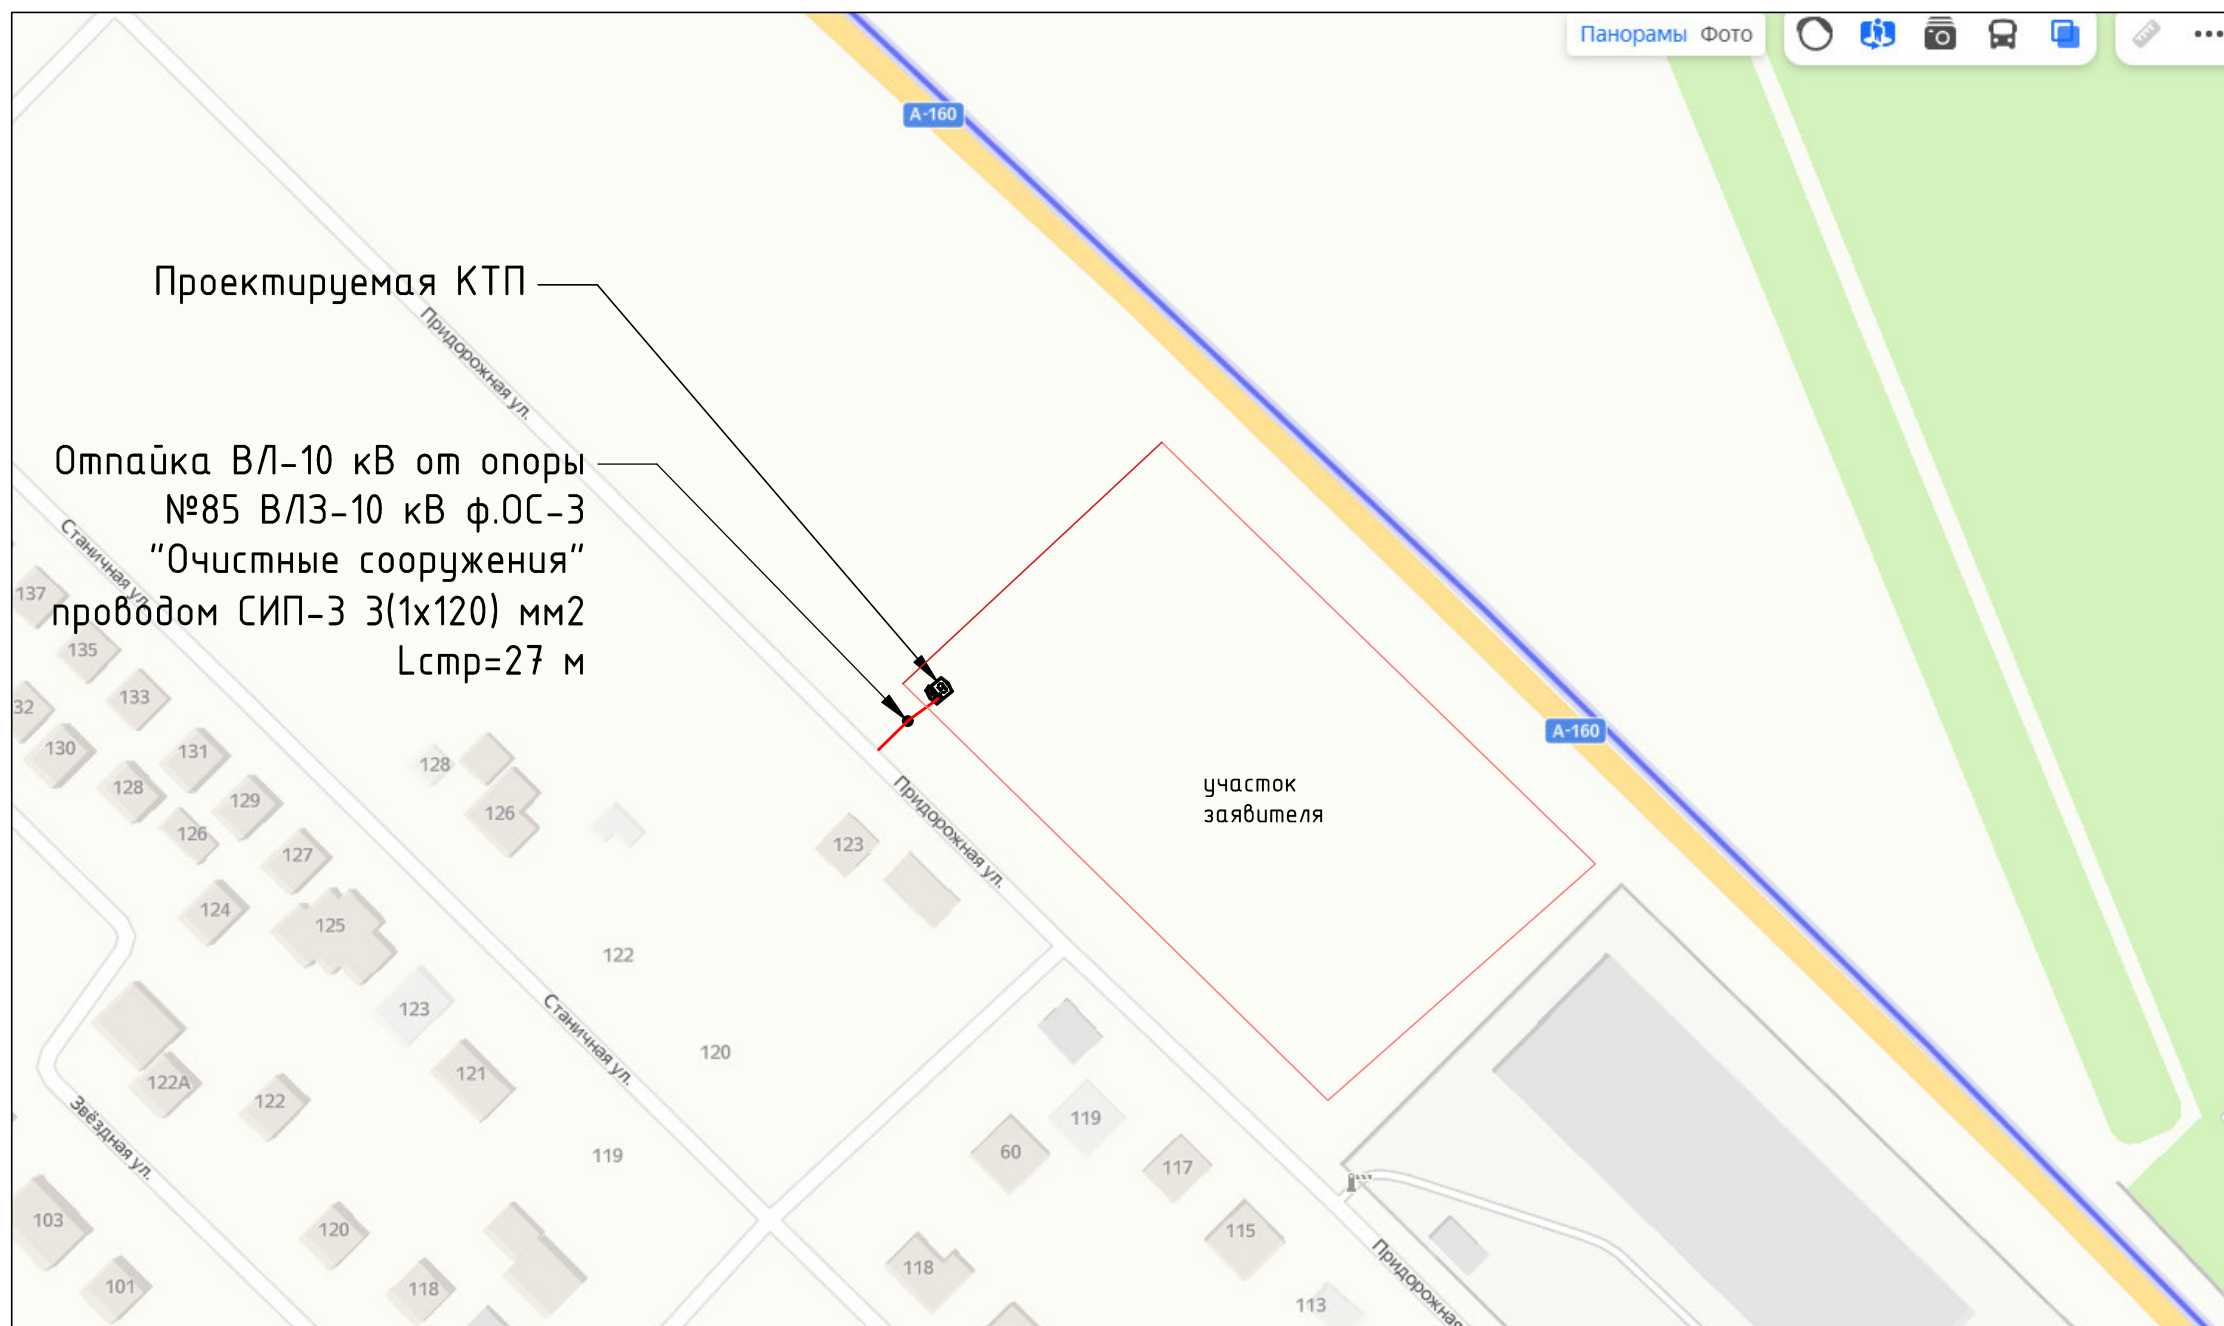 Панорамы Фото
А-160
Проектируемая КТП
Придорожная ул.
Отпайка ВЛ-10 кВ от опоры
№85 ВЛЗ-10 кВ ф.ОС-3
"Очистные сооружения"
проводом СИП-3 3(1х120) мм2
Lстр=27 м
Станичная ул.
137
135
133
32
130
131
128
128
129
126
126
127
123
124
125
122
123
участок
заявителя
А-160
Придорожная ул.
Станичная ул.
120
121
122А
122
119
Звёздная ул.
60
119
117
115
103
120
101
118
118
113
Придорожная